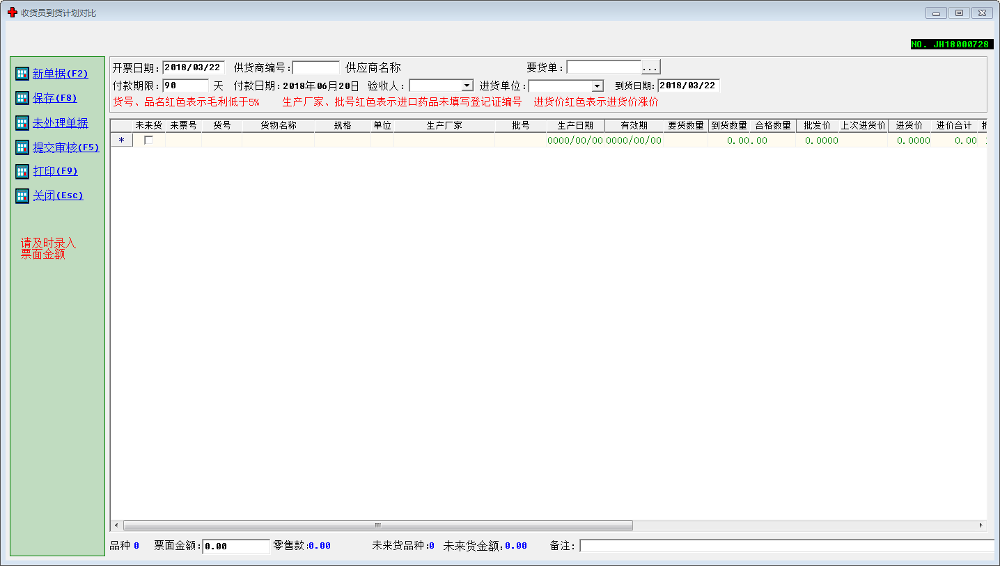 收货员到货计划对比
NO. JH18000728
新单据(F2)
保存(F8)
未处理单据
提交审核(F5)
打印(F9)
关闭(Esc)
请及时录入
票面金额
开票日期: 2018/03/22 供货商编号: 供应商名称 要货单: ...
付款期限: 90 天 付款日期:2018年06月20日 验收人: 进货单位: 到货日期: 2018/03/22
货号、品名红色表示毛利低于5% 生产厂家、批号红色表示进口药品未填写登记证编号 进货价红色表示进货价涨价
未来货 来票号 货号 货物名称 规格 单位 生产厂家 批号 生产日期 有效期 要货数量 到货数量 合格数量 批发价 上次进货价 进货价 进价合计
* 0000/00/00 0000/00/00 0.00 .00 0.0000 0.0000 0.00
品种 0 票面金额: 0.00 零售款:0.00 未来货品种:0 未来货金额:0.00 备注: